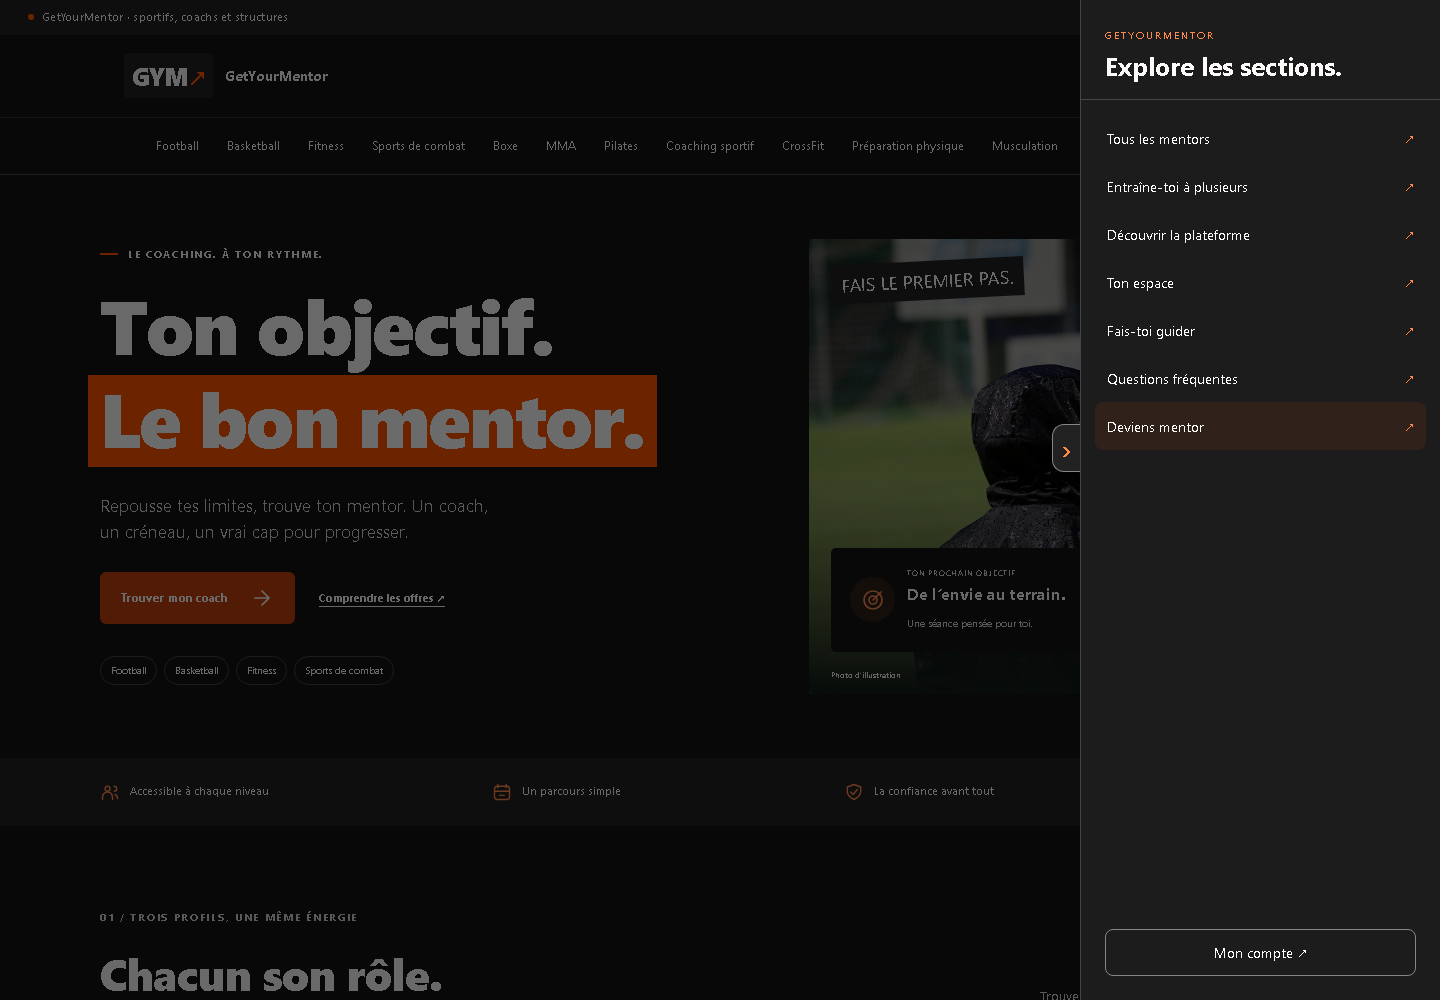 GetYourMentor · sportifs, coachs et structures
GYM↗ GetYourMentor
Football Basketball Fitness Sports de combat Boxe MMA Pilates Coaching sportif CrossFit Préparation physique Musculation
LE COACHING. À TON RYTHME.
Ton objectif.
Le bon mentor.
Repousse tes limites, trouve ton mentor. Un coach,
un créneau, un vrai cap pour progresser.
Trouver mon coach →
Comprendre les offres ↗
Football Basketball Fitness Sports de combat
FAIS LE PREMIER PAS.
TON PROCHAIN OBJECTIF
De l'envie au terrain.
Une séance pensée pour toi.
Photo d'illustration
Accessible à chaque niveau
Un parcours simple
La confiance avant tout
01 / TROIS PROFILS, UNE MÊME ÉNERGIE
Chacun son rôle.
Trouve
GETYOURMENTOR
Explore les sections.
Tous les mentors ↗
Entraîne-toi à plusieurs ↗
Découvrir la plateforme ↗
Ton espace ↗
Fais-toi guider ↗
Questions fréquentes ↗
Deviens mentor ↗
Mon compte ↗